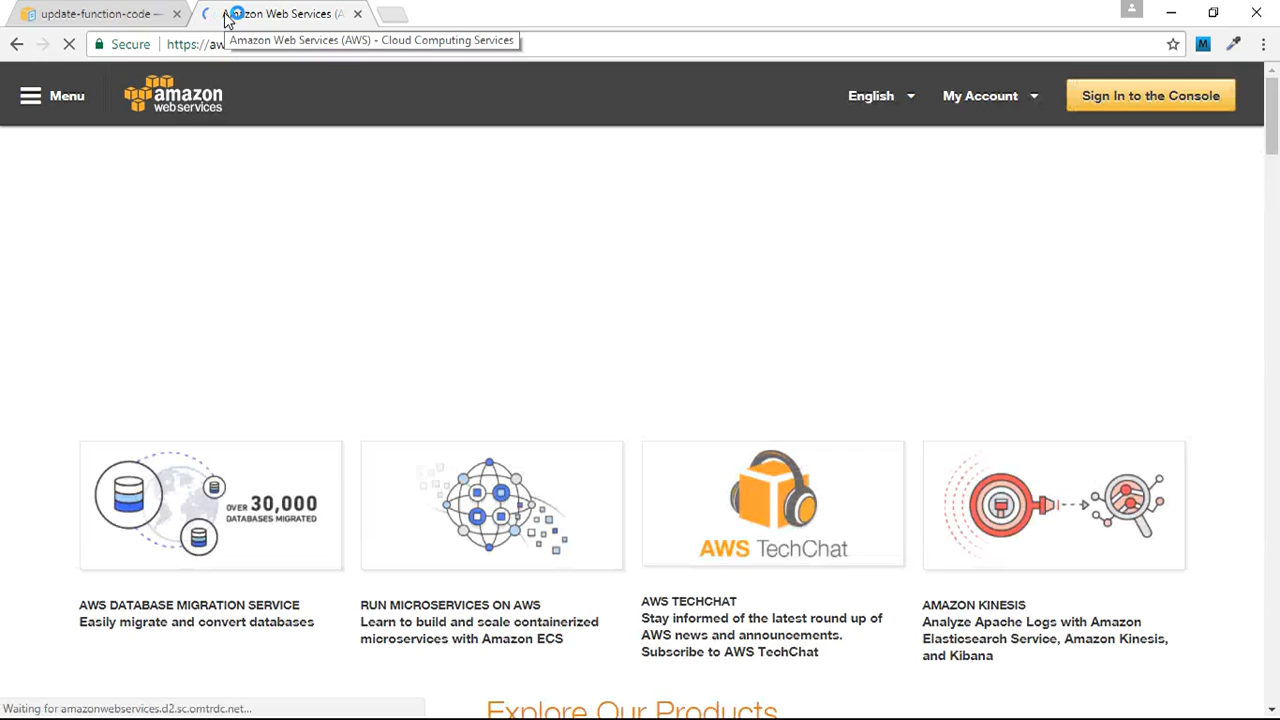 update-function-code —
Amazon Web Services (A
Secure
https://aw
Amazon Web Services (AWS) - Cloud Computing Services
M
Menu
amazon
web services
English
My Account
Sign In to the Console
OVER 30,000
DATABASES MIGRATED
AWS TechChat
AWS DATABASE MIGRATION SERVICE
Easily migrate and convert databases
RUN MICROSERVICES ON AWS
Learn to build and scale containerized
microservices with Amazon ECS
AWS TECHCHAT
Stay informed of the latest round up of
AWS news and announcements.
Subscribe to AWS TechChat
AMAZON KINESIS
Analyze Apache Logs with Amazon
Elasticsearch Service, Amazon Kinesis,
and Kibana
Explore Our Products
Waiting for amazonwebservices.d2.sc.omtrdc.net...